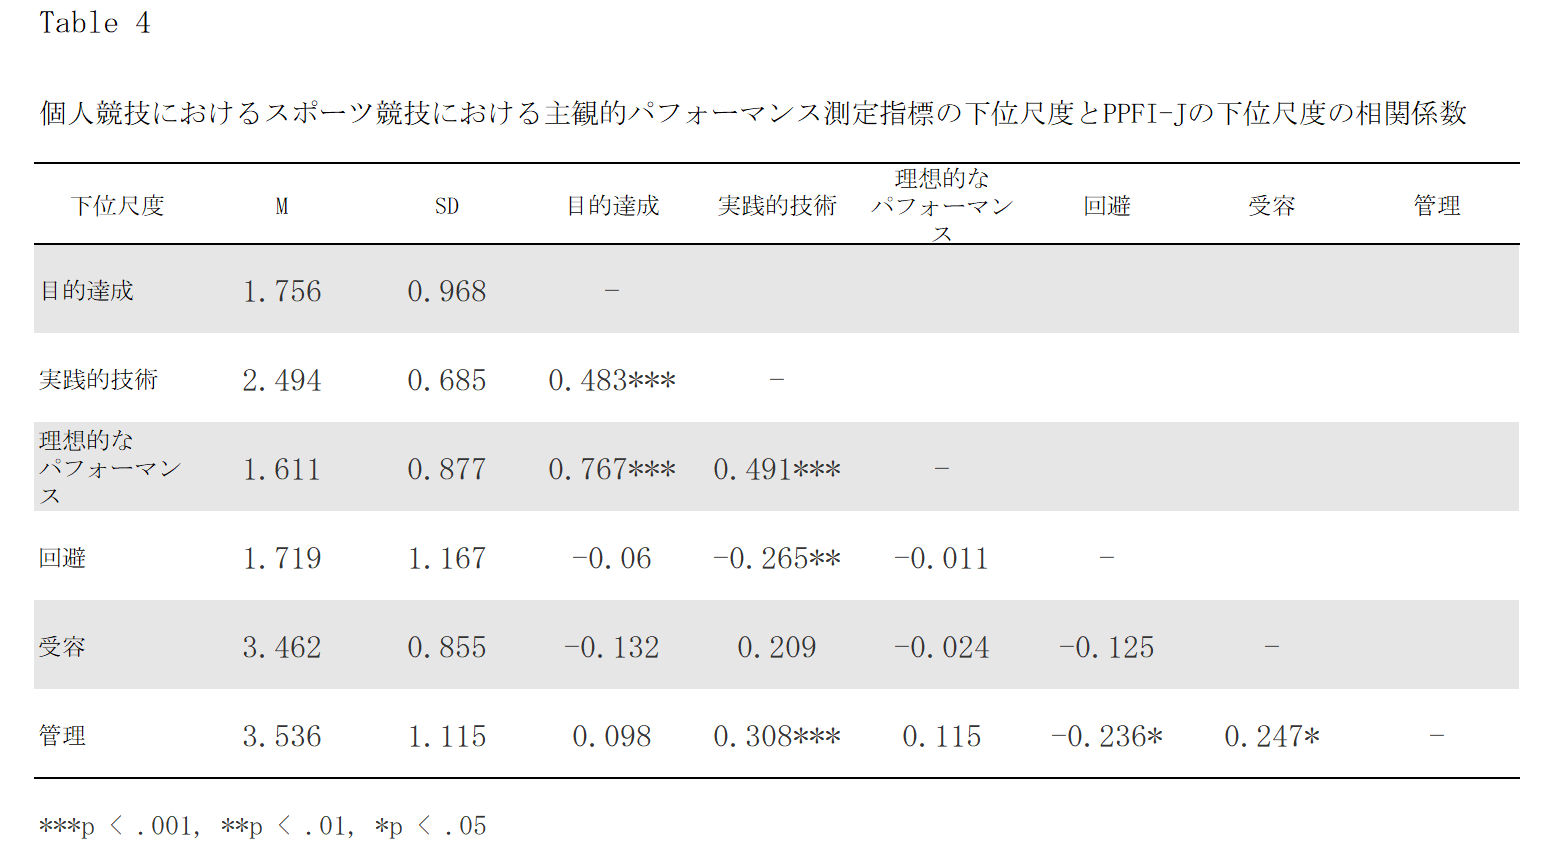 Table 4
個人競技におけるスポーツ競技における主観的パフォーマンス測定指標の下位尺度とPPFI-Jの下位尺度の相関係数
下位尺度 M SD 目的達成 実践的技術 理想的な パフォーマン ス 回避 受容 管理
目的達成 1.756 0.968 -
実践的技術 2.494 0.685 0.483*** -
理想的な パフォーマン ス 1.611 0.877 0.767*** 0.491*** -
回避 1.719 1.167 -0.06 -0.265** -0.011 -
受容 3.462 0.855 -0.132 0.209 -0.024 -0.125 -
管理 3.536 1.115 0.098 0.308*** 0.115 -0.236* 0.247* -
***p < .001, **p < .01, *p < .05